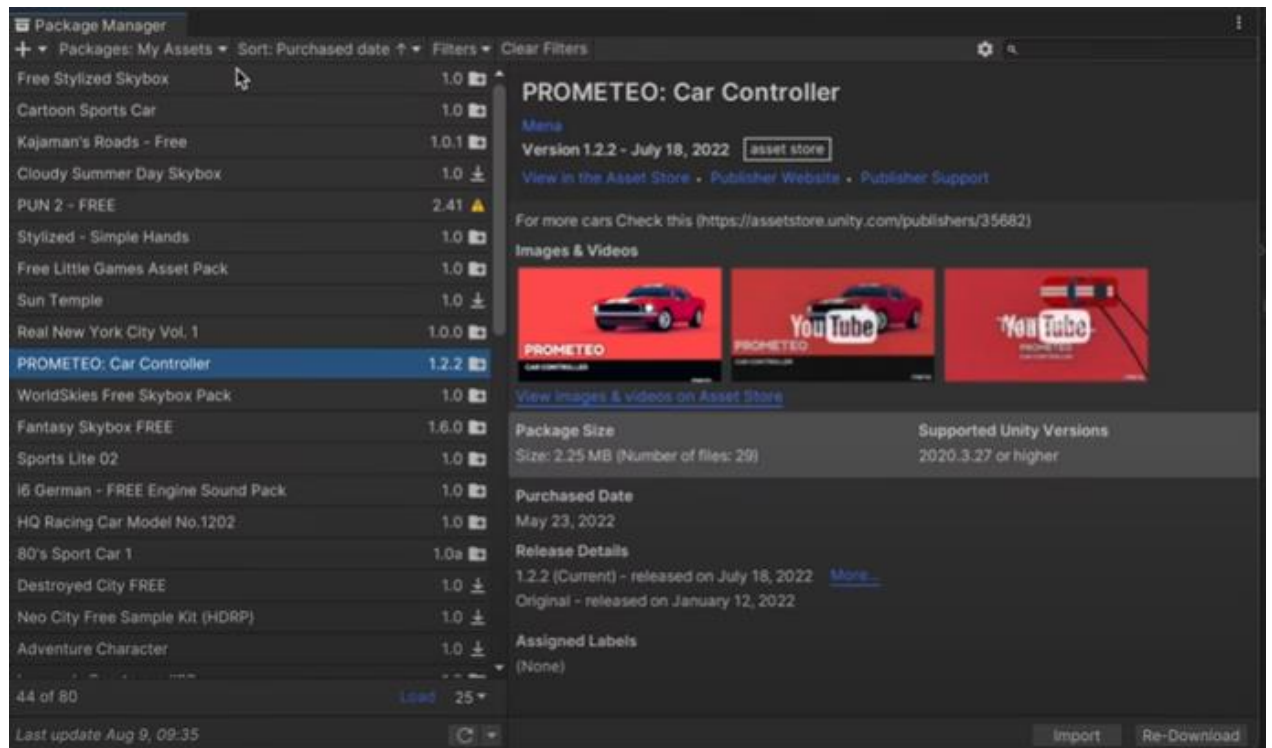 Package Manager
+ Packages: My Assets Sort: Purchased date ↑ Filters Clear Filters
Free Stylized Skybox 1.0
Cartoon Sports Car 1.0
Kajaman's Roads - Free 1.0.1
Cloudy Summer Day Skybox 1.0
PUN 2 - FREE 2.41
Stylized - Simple Hands 1.0
Free Little Games Asset Pack 1.0
Sun Temple 1.0
Real New York City Vol. 1 1.0.0
PROMETEO: Car Controller 1.2.2
WorldSkies Free Skybox Pack 1.0
Fantasy Skybox FREE 1.6.0
Sports Lite 02 1.0
i6 German - FREE Engine Sound Pack 1.0
HQ Racing Car Model No.1202 1.0
80's Sport Car 1 1.0a
Destroyed City FREE 1.0
Neo City Free Sample Kit (HDRP) 1.0
Adventure Character 1.0
44 of 80 Load 25
Last update Aug 9, 09:35
PROMETEO: Car Controller
Mena
Version 1.2.2 - July 18, 2022 asset store
View in the Asset Store • Publisher Website • Publisher Support
For more cars Check this (https://assetstore.unity.com/publishers/35682)
Images & Videos
PROMETEO
CAR CONTROLLER
YouTube
PROMETEO
CAR CONTROLLER
YouTube
PROMETEO
CAR CONTROLLER
View images & videos on Asset Store
Package Size Supported Unity Versions
Size: 2.25 MB (Number of files: 29) 2020.3.27 or higher
Purchased Date
May 23, 2022
Release Details
1.2.2 (Current) - released on July 18, 2022 More...
Original - released on January 12, 2022
Assigned Labels
(None)
Import Re-Download